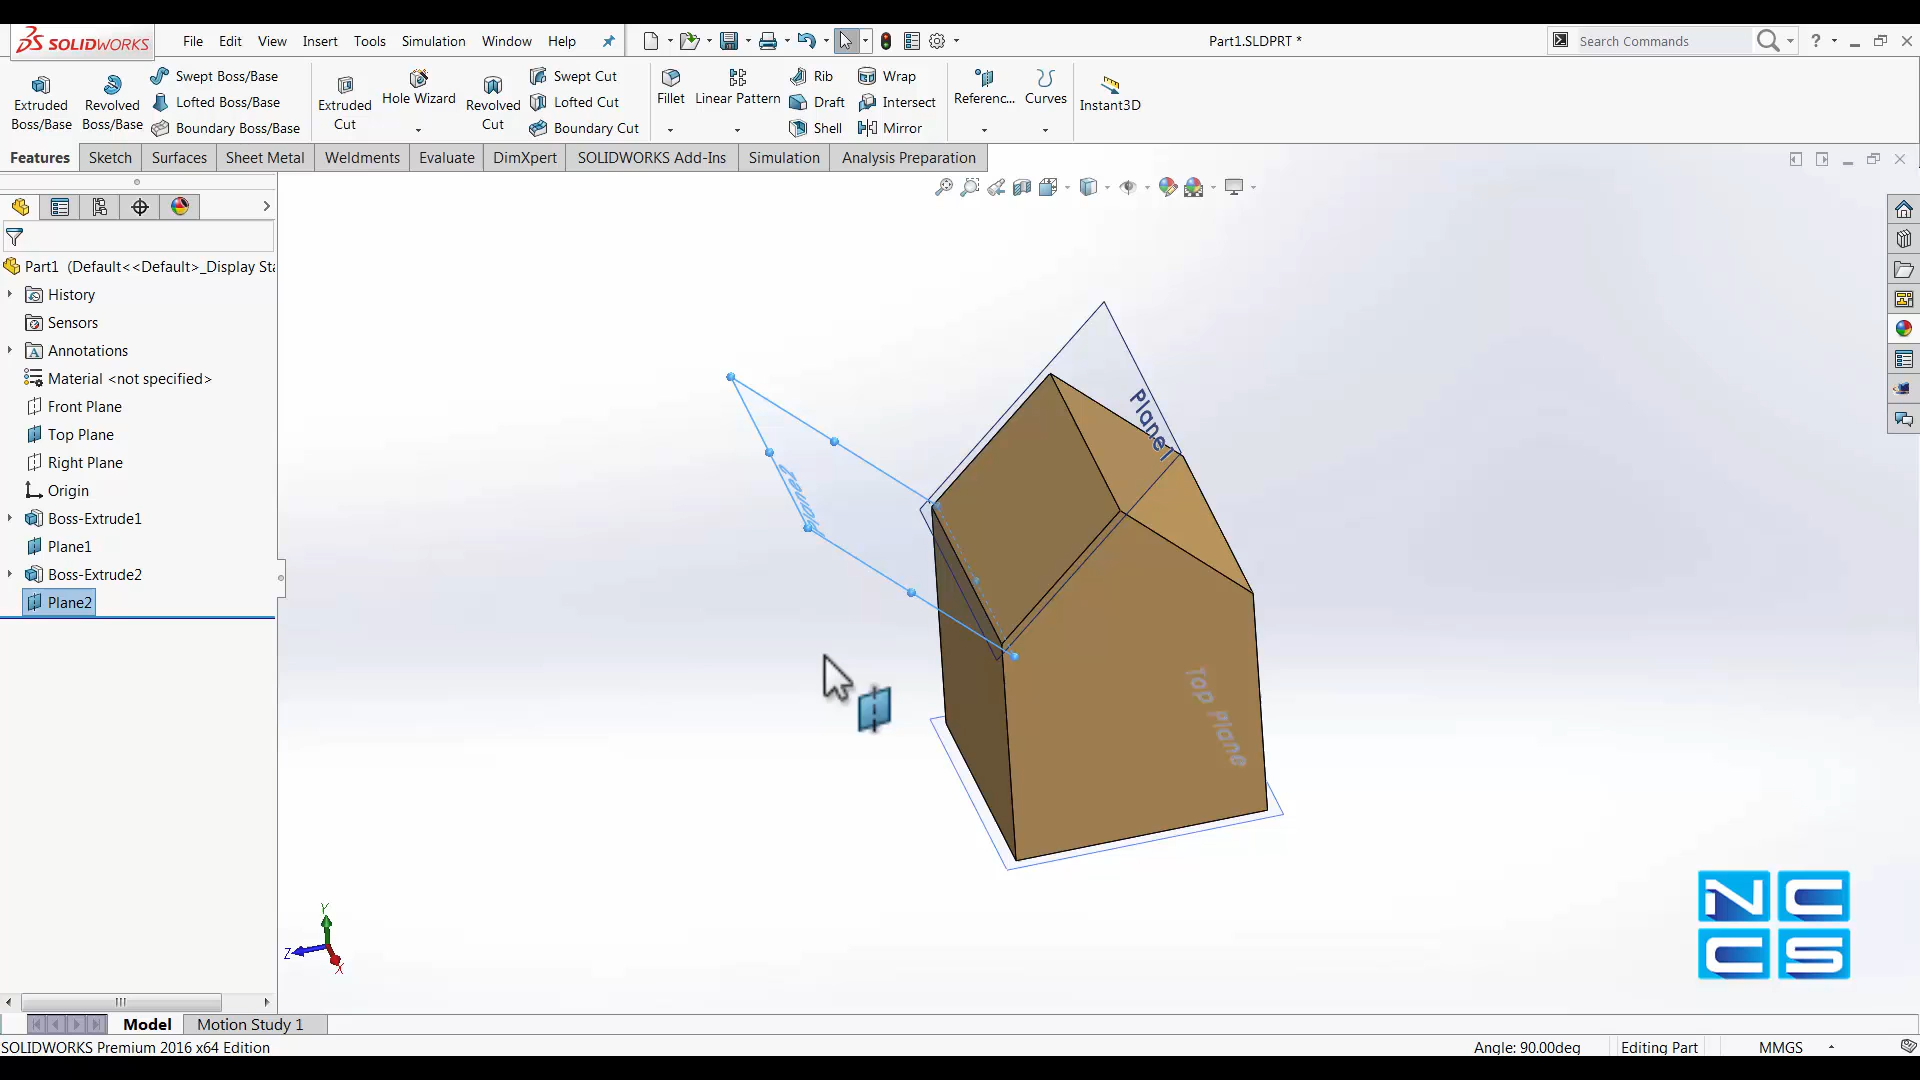 SOLIDWORKS
File Edit View Insert Tools Simulation Window Help
Part1.SLDPRT *
Search Commands
Extruded Boss/Base
Revolved Boss/Base
Swept Boss/Base
Lofted Boss/Base
Boundary Boss/Base
Extruded Cut
Hole Wizard
Revolved Cut
Swept Cut
Lofted Cut
Boundary Cut
Fillet
Linear Pattern
Rib
Draft
Shell
Wrap
Intersect
Mirror
Referenc...
Curves
Instant3D
Features Sketch Surfaces Sheet Metal Weldments Evaluate DimXpert SOLIDWORKS Add-Ins Simulation Analysis Preparation
Part1 (Default<<Default>_Display Sta
History
Sensors
Annotations
Material <not specified>
Front Plane
Top Plane
Right Plane
Origin
Boss-Extrude1
Plane1
Boss-Extrude2
Plane2
Plane1
Top Plane
Y
Z
X
NCCS
Model Motion Study 1
SOLIDWORKS Premium 2016 x64 Edition
Angle: 90.00deg Editing Part MMGS